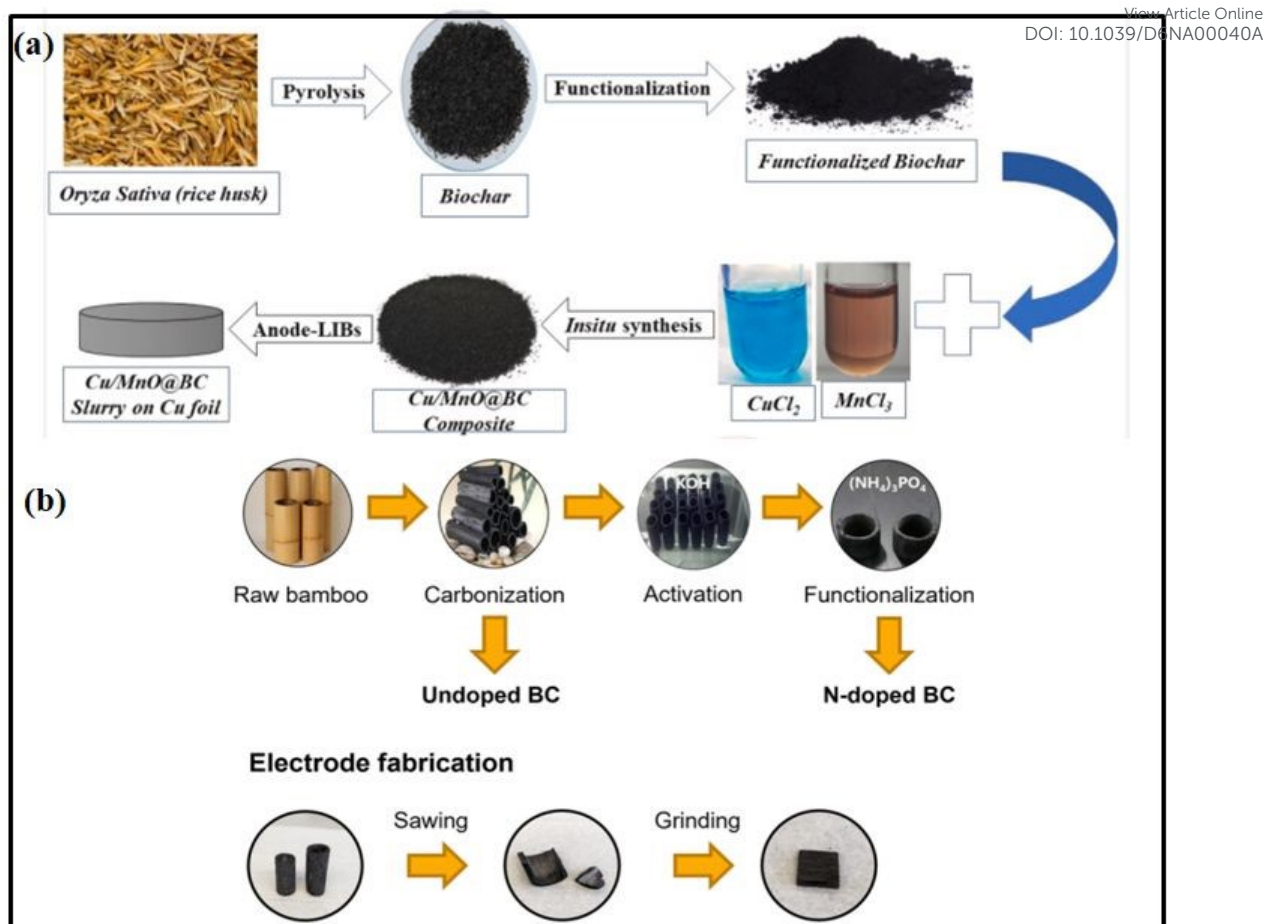 View Article Online
DOI: 10.1039/D6NA00040A
(a)
Pyrolysis
Functionalization
Oryza Sativa (rice husk)
Biochar
Functionalized Biochar
Anode-LIBs
Insitu synthesis
Cu/MnO@BC
Slurry on Cu foil
Cu/MnO@BC
Composite
CuCl₂
MnCl₃
(b)
KOH
(NH₄)₃PO₄
Raw bamboo
Carbonization
Activation
Functionalization
Undoped BC
N-doped BC
Electrode fabrication
Sawing
Grinding